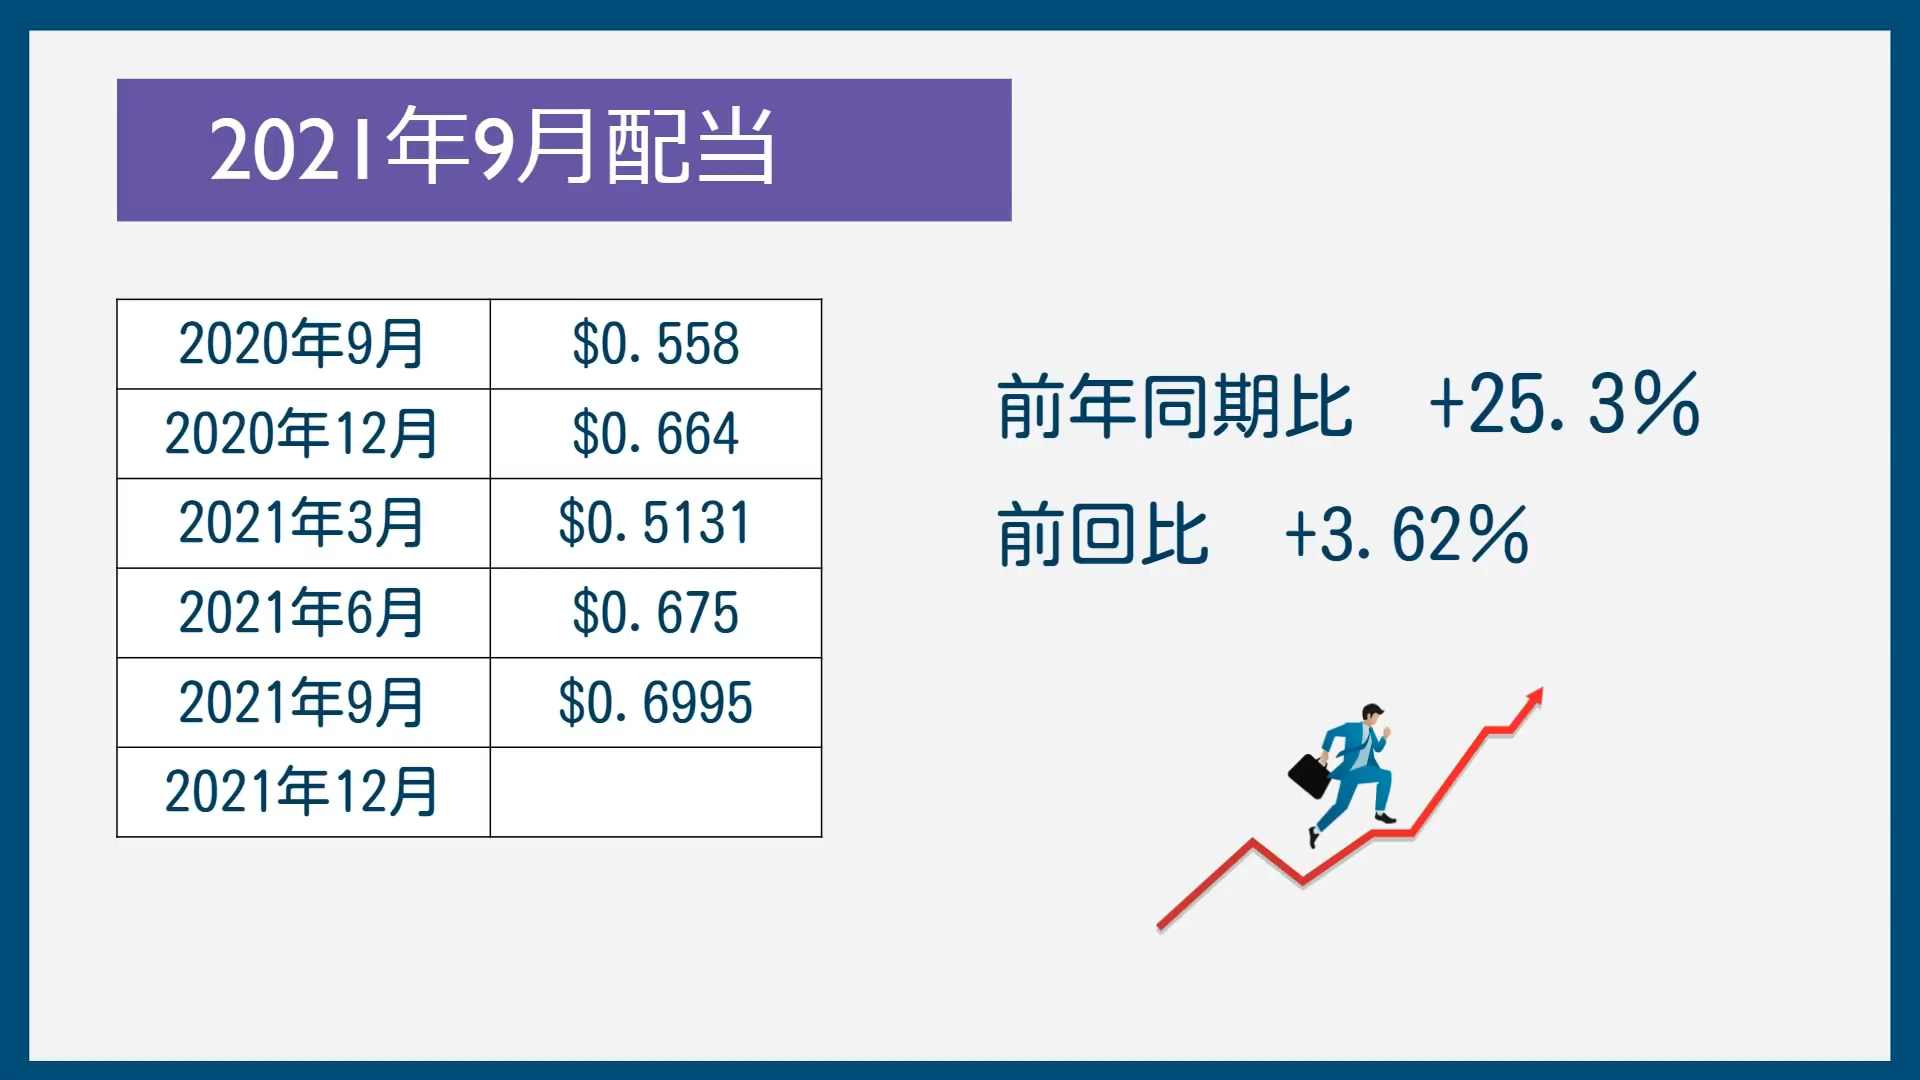 2021年9月配当
2020年9月 $0.558
2020年12月 $0.664
2021年3月 $0.5131
2021年6月 $0.675
2021年9月 $0.6995
2021年12月
前年同期比 +25.3%
前回比 +3.62%